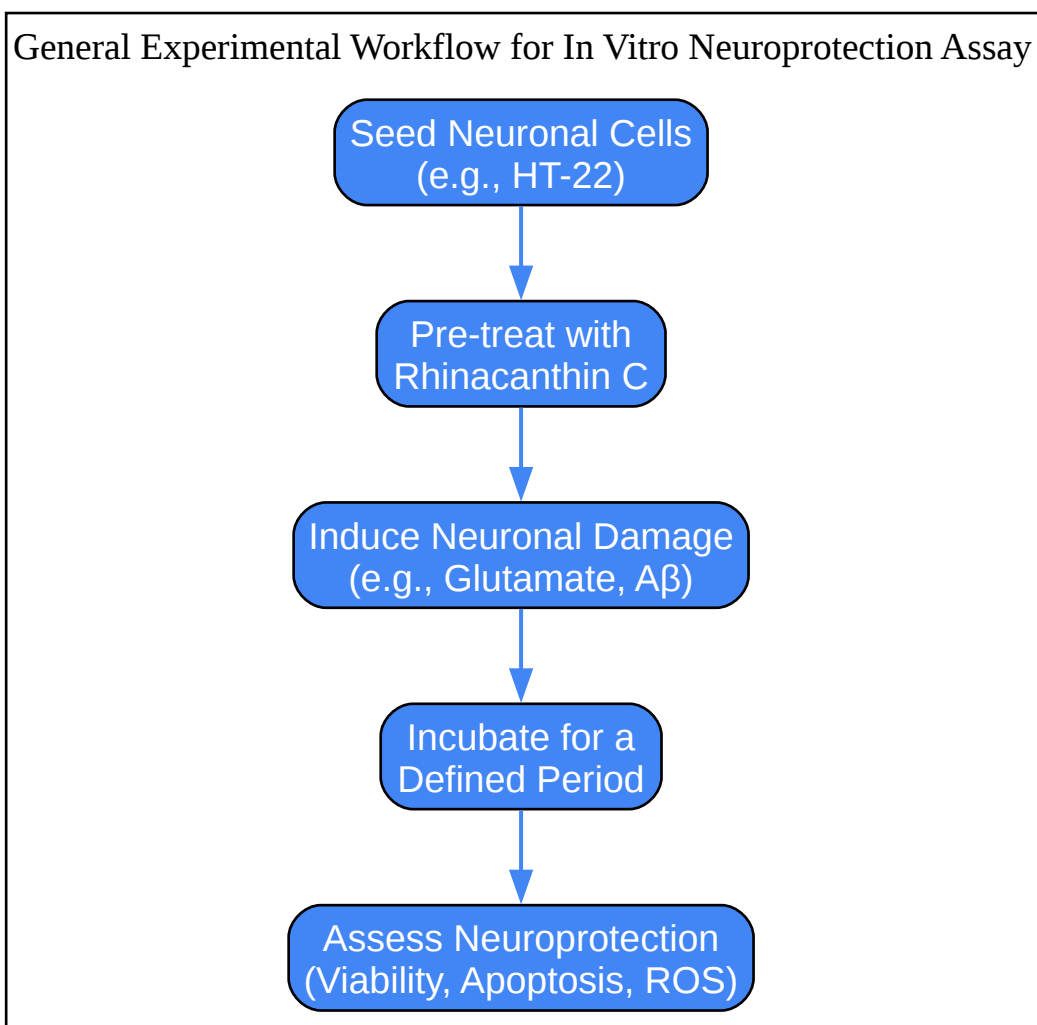 General Experimental Workflow for In Vitro Neuroprotection Assay
Seed Neuronal Cells
(e.g., HT-22)
Pre-treat with
Rhinacanthin C
Induce Neuronal Damage
(e.g., Glutamate, Aβ)
Incubate for a
Defined Period
Assess Neuroprotection
(Viability, Apoptosis, ROS)